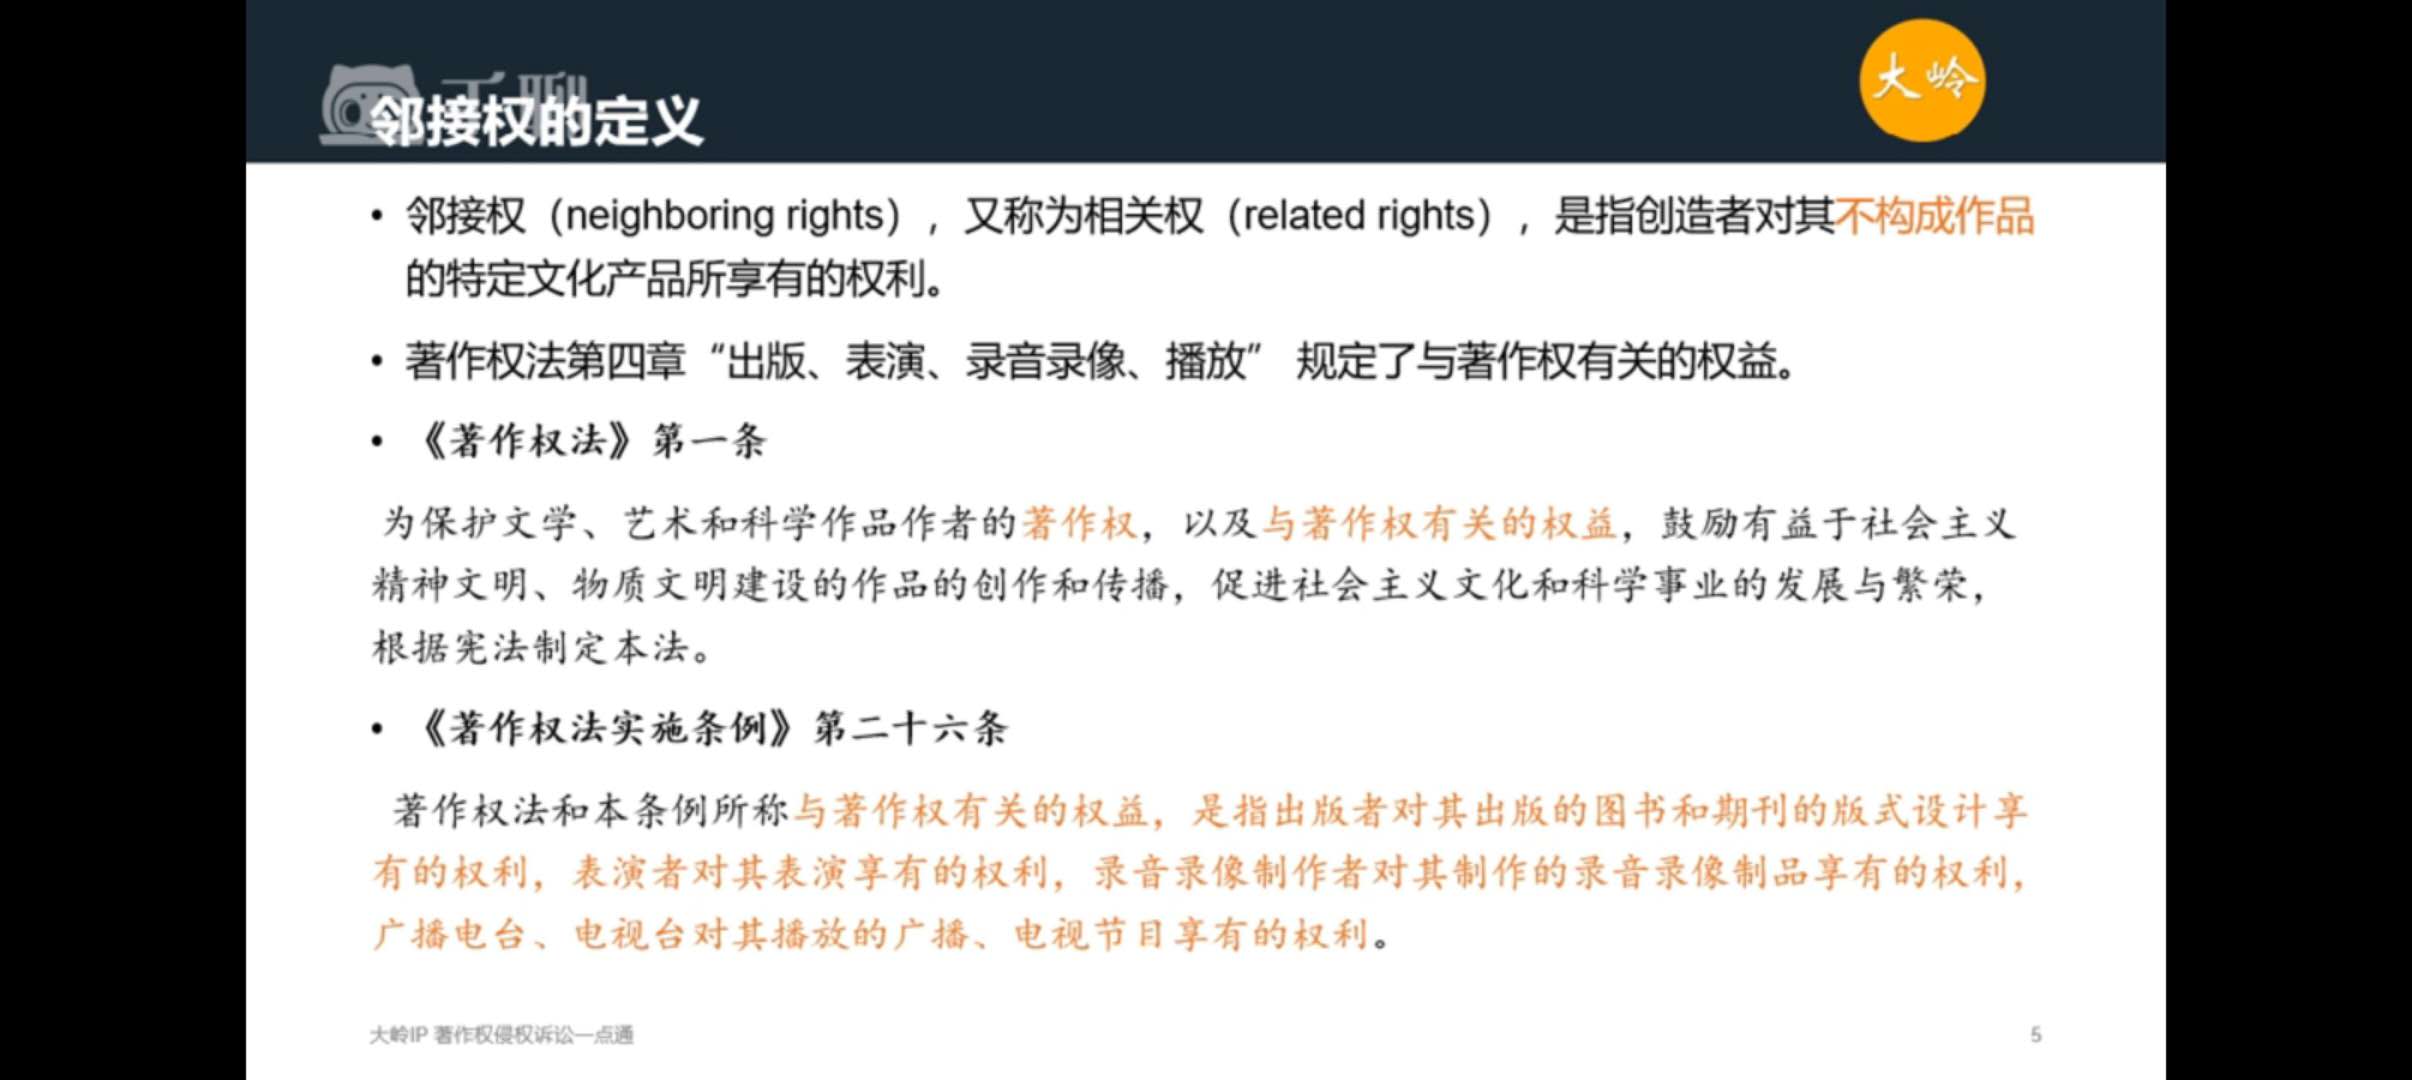 千聊
大岭
邻接权的定义
• 邻接权（neighboring rights），又称为相关权（related rights），是指创造者对其不构成作品
的特定文化产品所享有的权利。
• 著作权法第四章“出版、表演、录音录像、播放” 规定了与著作权有关的权益。
• 《著作权法》第一条
为保护文学、艺术和科学作品作者的著作权，以及与著作权有关的权益，鼓励有益于社会主义
精神文明、物质文明建设的作品的创作和传播，促进社会主义文化和科学事业的发展与繁荣，
根据宪法制定本法。
• 《著作权法实施条例》第二十六条
著作权法和本条例所称与著作权有关的权益，是指出版者对其出版的图书和期刊的版式设计享
有的权利，表演者对其表演享有的权利，录音录像制作者对其制作的录音录像制品享有的权利，
广播电台、电视台对其播放的广播、电视节目享有的权利。
大岭IP 著作权侵权诉讼一点通
5